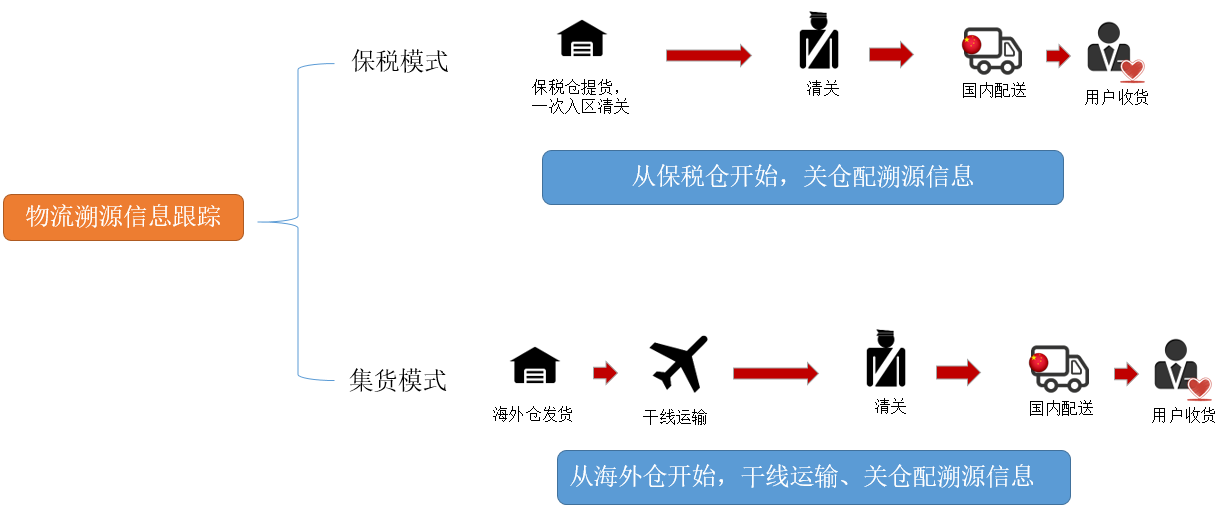 物流溯源信息跟踪
保税模式
保税仓提货，
一次入区清关
清关
国内配送
用户收货
从保税仓开始，关仓配溯源信息
集货模式
海外仓发货
干线运输
清关
国内配送
用户收货
从海外仓开始，干线运输、关仓配溯源信息